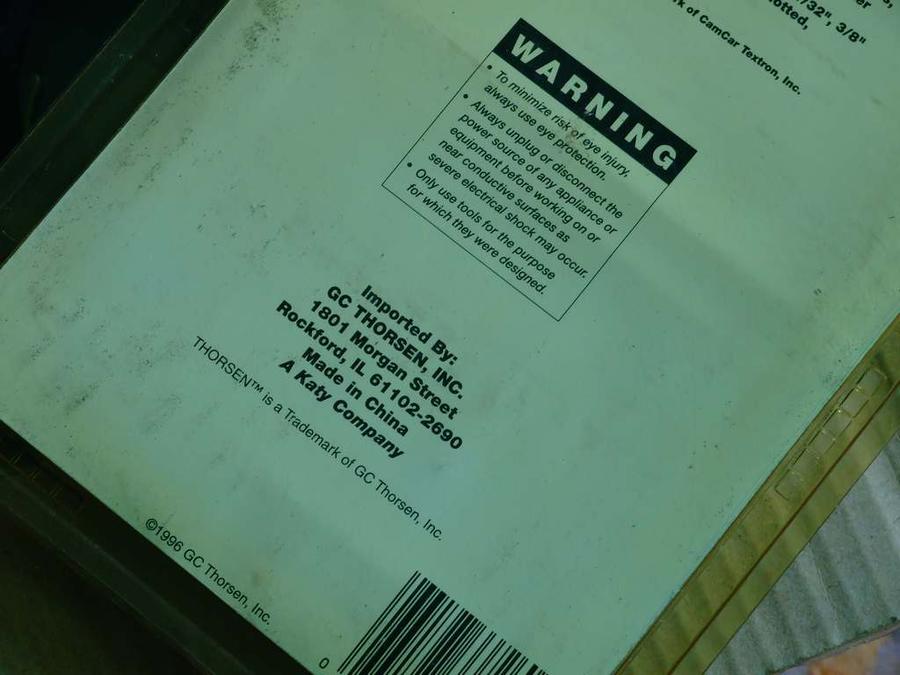 /32", 3/8"
otted,
rk of CamCar Textron, Inc.
WARNING
• To minimize risk of eye injury,
always use eye protection.
• Always unplug or disconnect the
power source of any appliance or
equipment before working on or
near conductive surfaces as
severe electrical shock may occur.
• Only use tools for the purpose
for which they were designed.
Imported By:
GC THORSEN, INC.
1801 Morgan Street
Rockford, IL 61102-2690
Made in China
A Katy Company
THORSEN™ is a Trademark of GC Thorsen, Inc.
©1996 GC Thorsen, Inc.
0